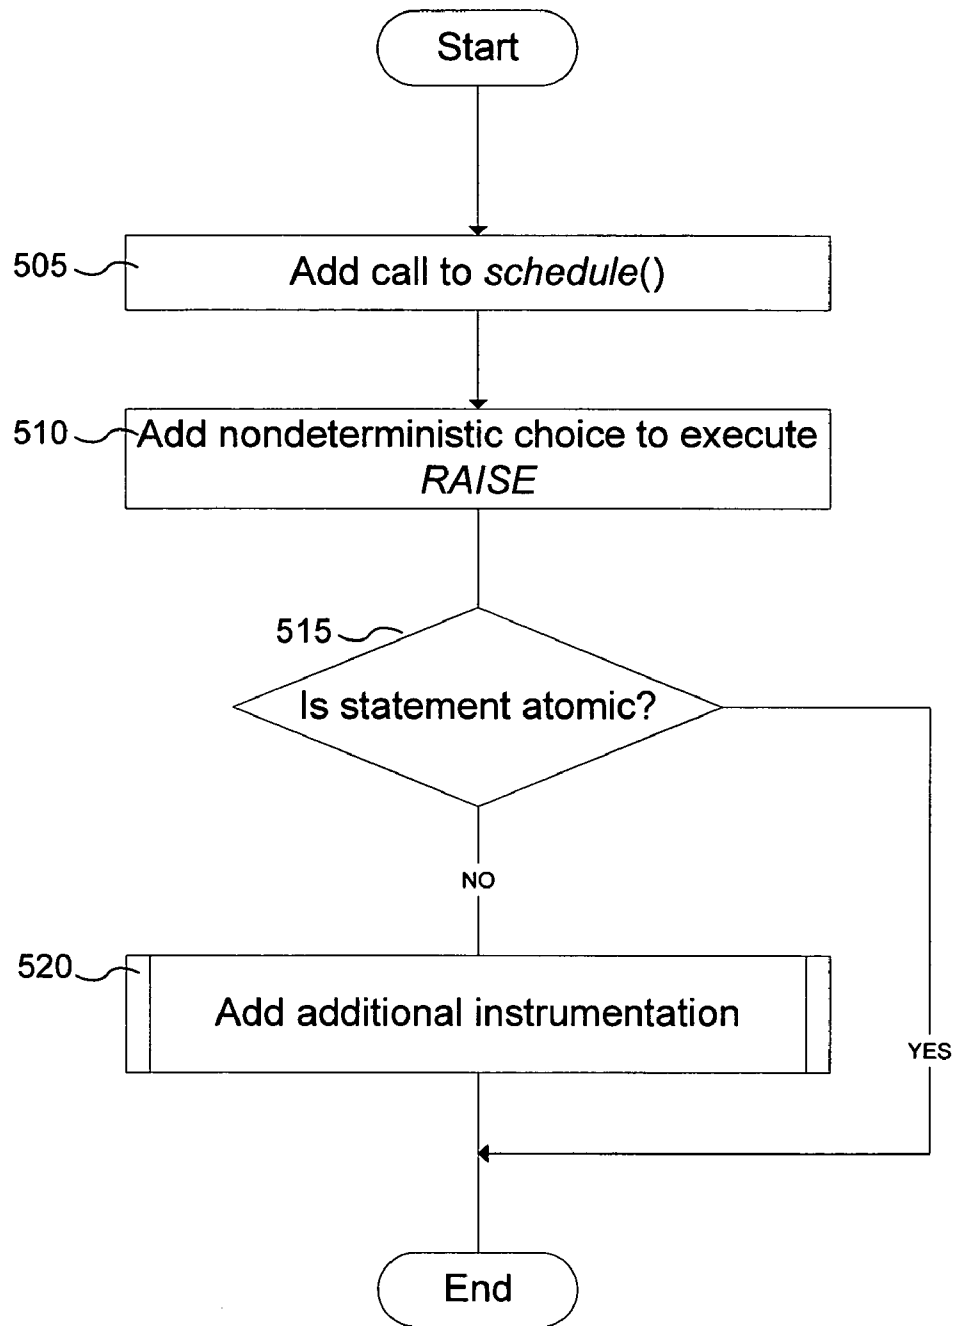 Start
505
Add call to schedule()
510
Add nondeterministic choice to execute
RAISE
515
Is statement atomic?
NO
520
Add additional instrumentation
YES
End